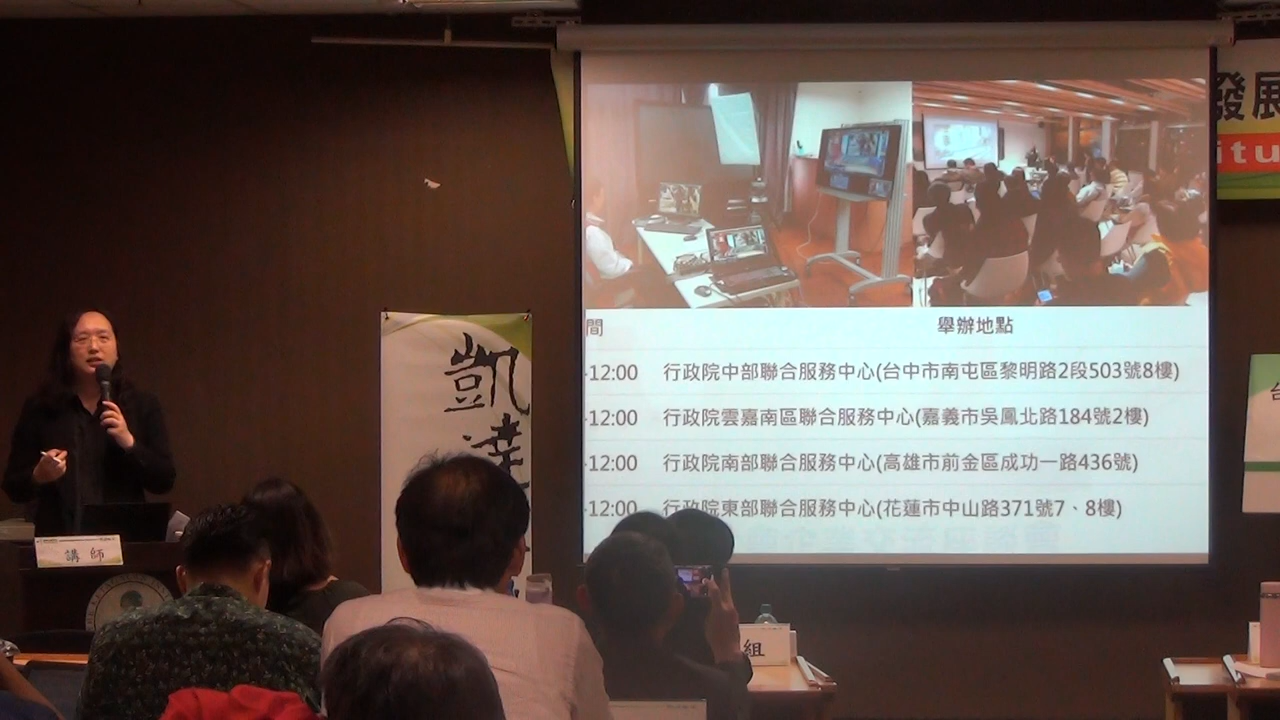 發展
itu
間 舉辦地點
-12:00 行政院中部聯合服務中心(台中市南屯區黎明路2段503號8樓)
-12:00 行政院雲嘉南區聯合服務中心(嘉義市吳鳳北路184號2樓)
-12:00 行政院南部聯合服務中心(高雄市前金區成功一路436號)
-12:00 行政院東部聯合服務中心(花蓮市中山路371號7、8樓)
凱達
講師
組